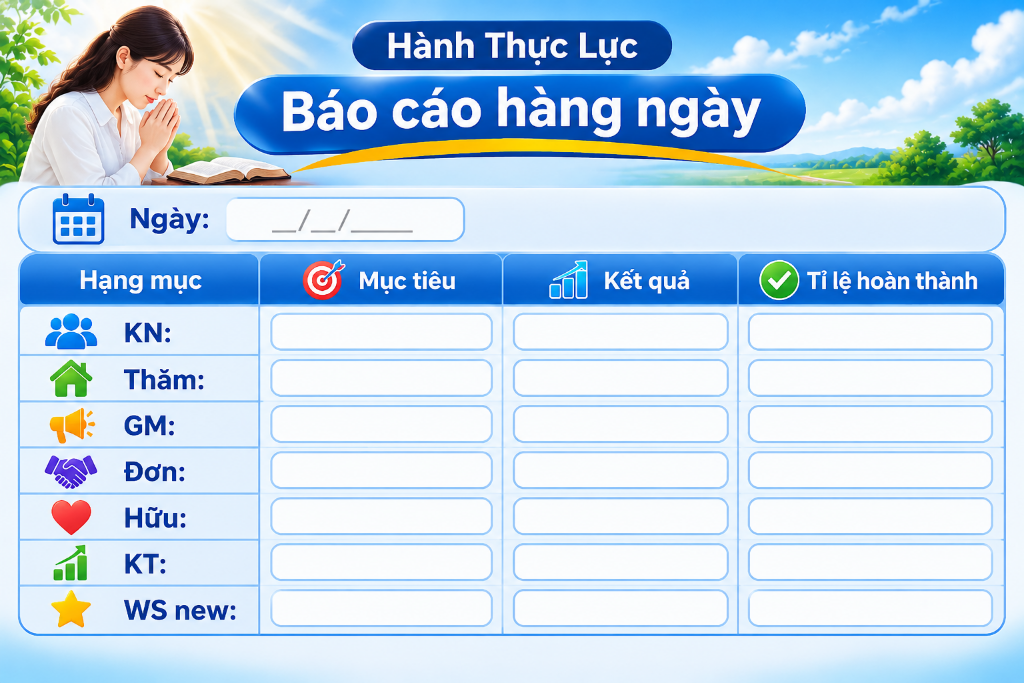 Hành Thực Lực
Báo cáo hàng ngày
Ngày: __/__/____
Hạng mục Mục tiêu Kết quả Tỉ lệ hoàn thành
KN:
Thăm:
GM:
Đơn:
Hữu:
KT:
WS new: